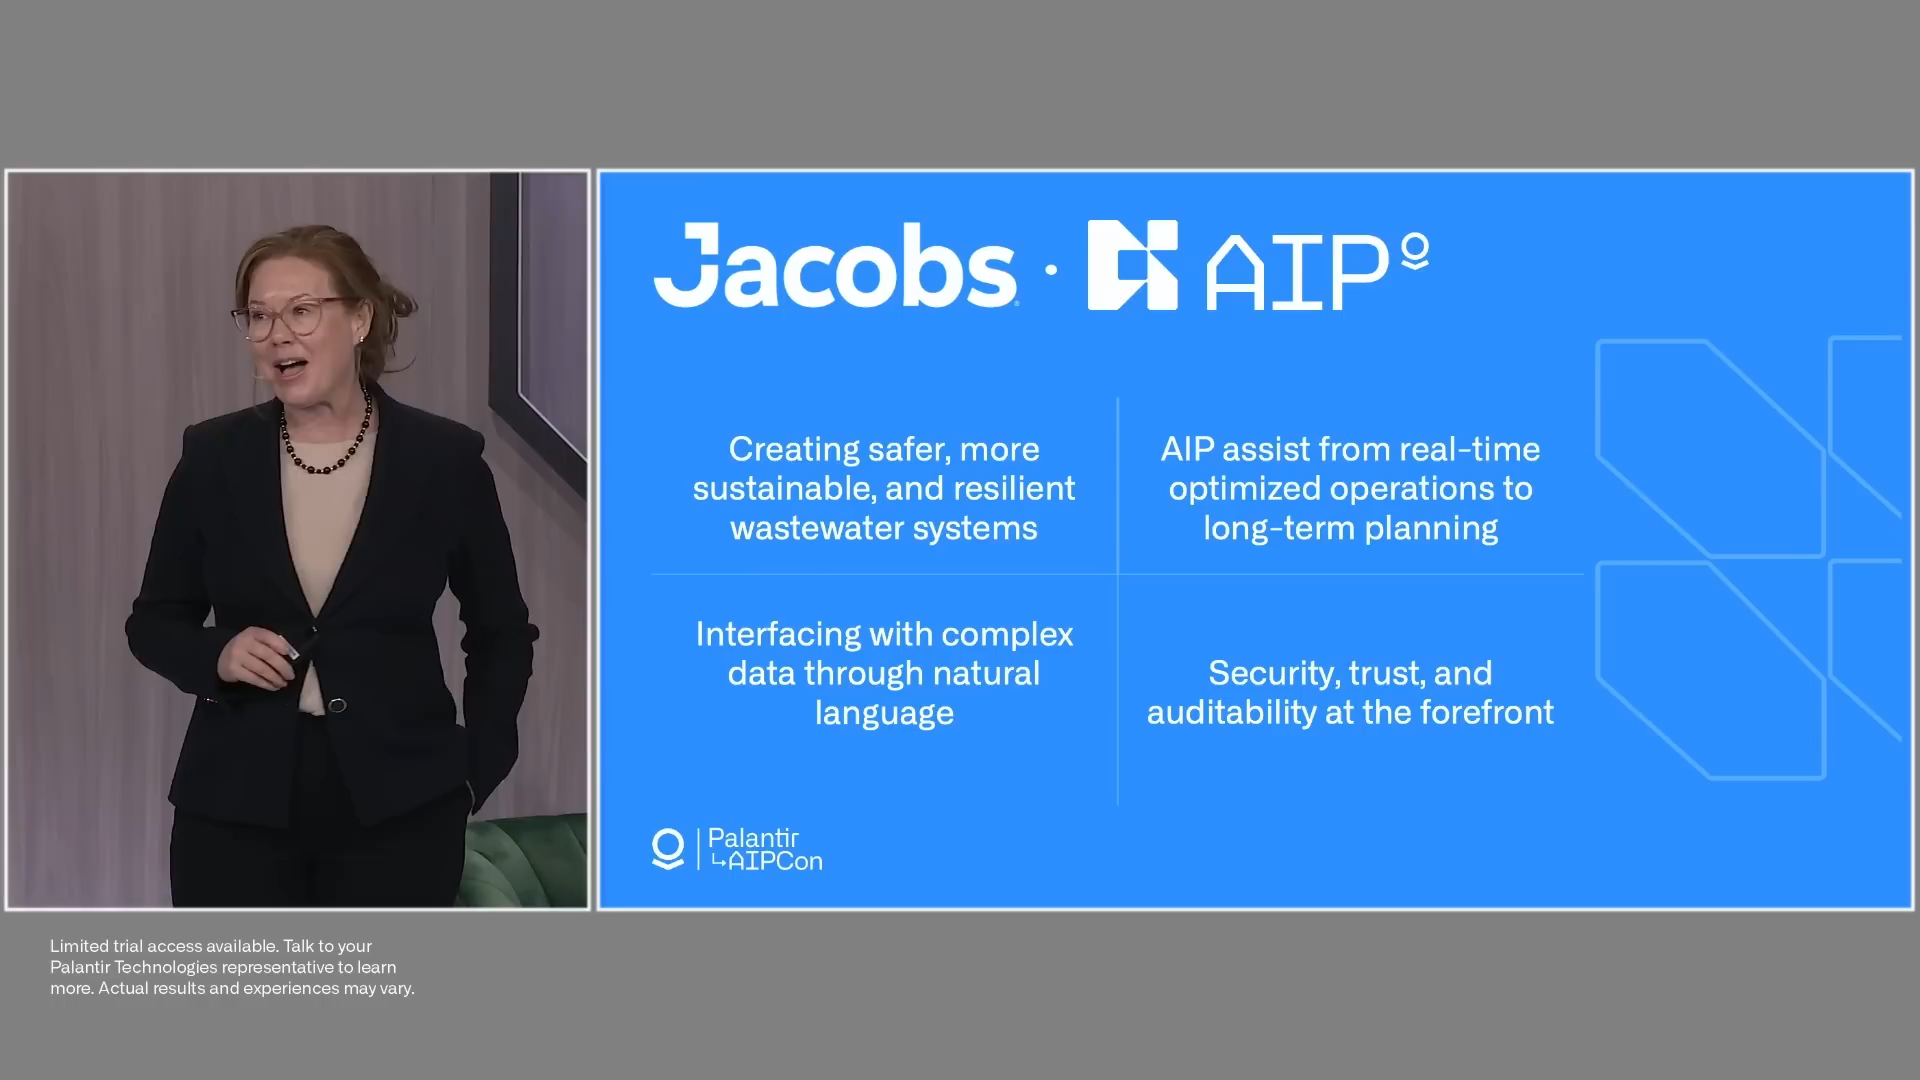 Jacobs · AIP
Creating safer, more
sustainable, and resilient
wastewater systems
AIP assist from real-time
optimized operations to
long-term planning
Interfacing with complex
data through natural
language
Security, trust, and
auditability at the forefront
Palantir
↳AIPCon
Limited trial access available. Talk to your
Palantir Technologies representative to learn
more. Actual results and experiences may vary.